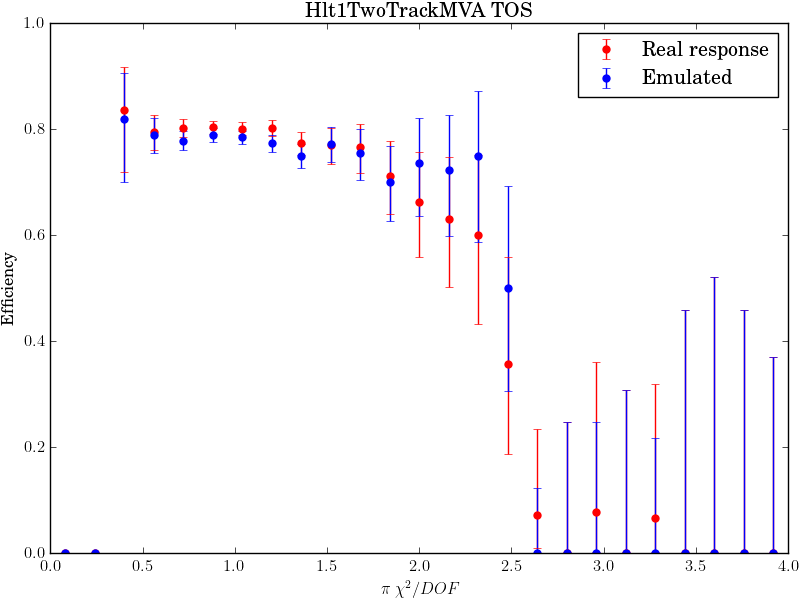 Hlt1TwoTrackMVA TOS
1.0
Real response
Emulated
0.8
0.6
Efficiency
0.4
0.2
0.0
0.0 0.5 1.0 1.5 2.0 2.5 3.0 3.5 4.0
π χ²/DOF